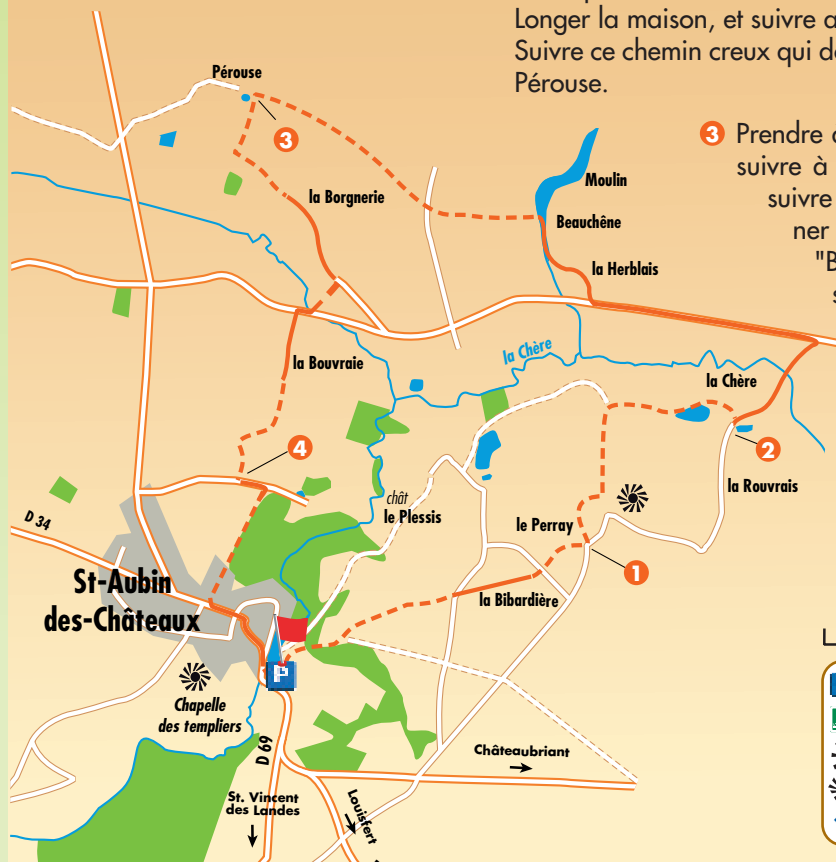 Longer la maison, et suivre
Suivre ce chemin creux qui
Pérouse.
3 Prendre
suivre à
suivre
ner
"B
s
Pérouse
3
la Borgnerie
Moulin
Beauchêne
la Herblais
la Bouvraie
la Chère
la Chère
4
2
la Rouvrais
chât
le Plessis
le Perray
D 34
1
St-Aubin
des-Châteaux
la Bibardière
P
Chapelle
des templiers
D 69
Châteaubriant
St. Vincent
des Landes
Louisfert